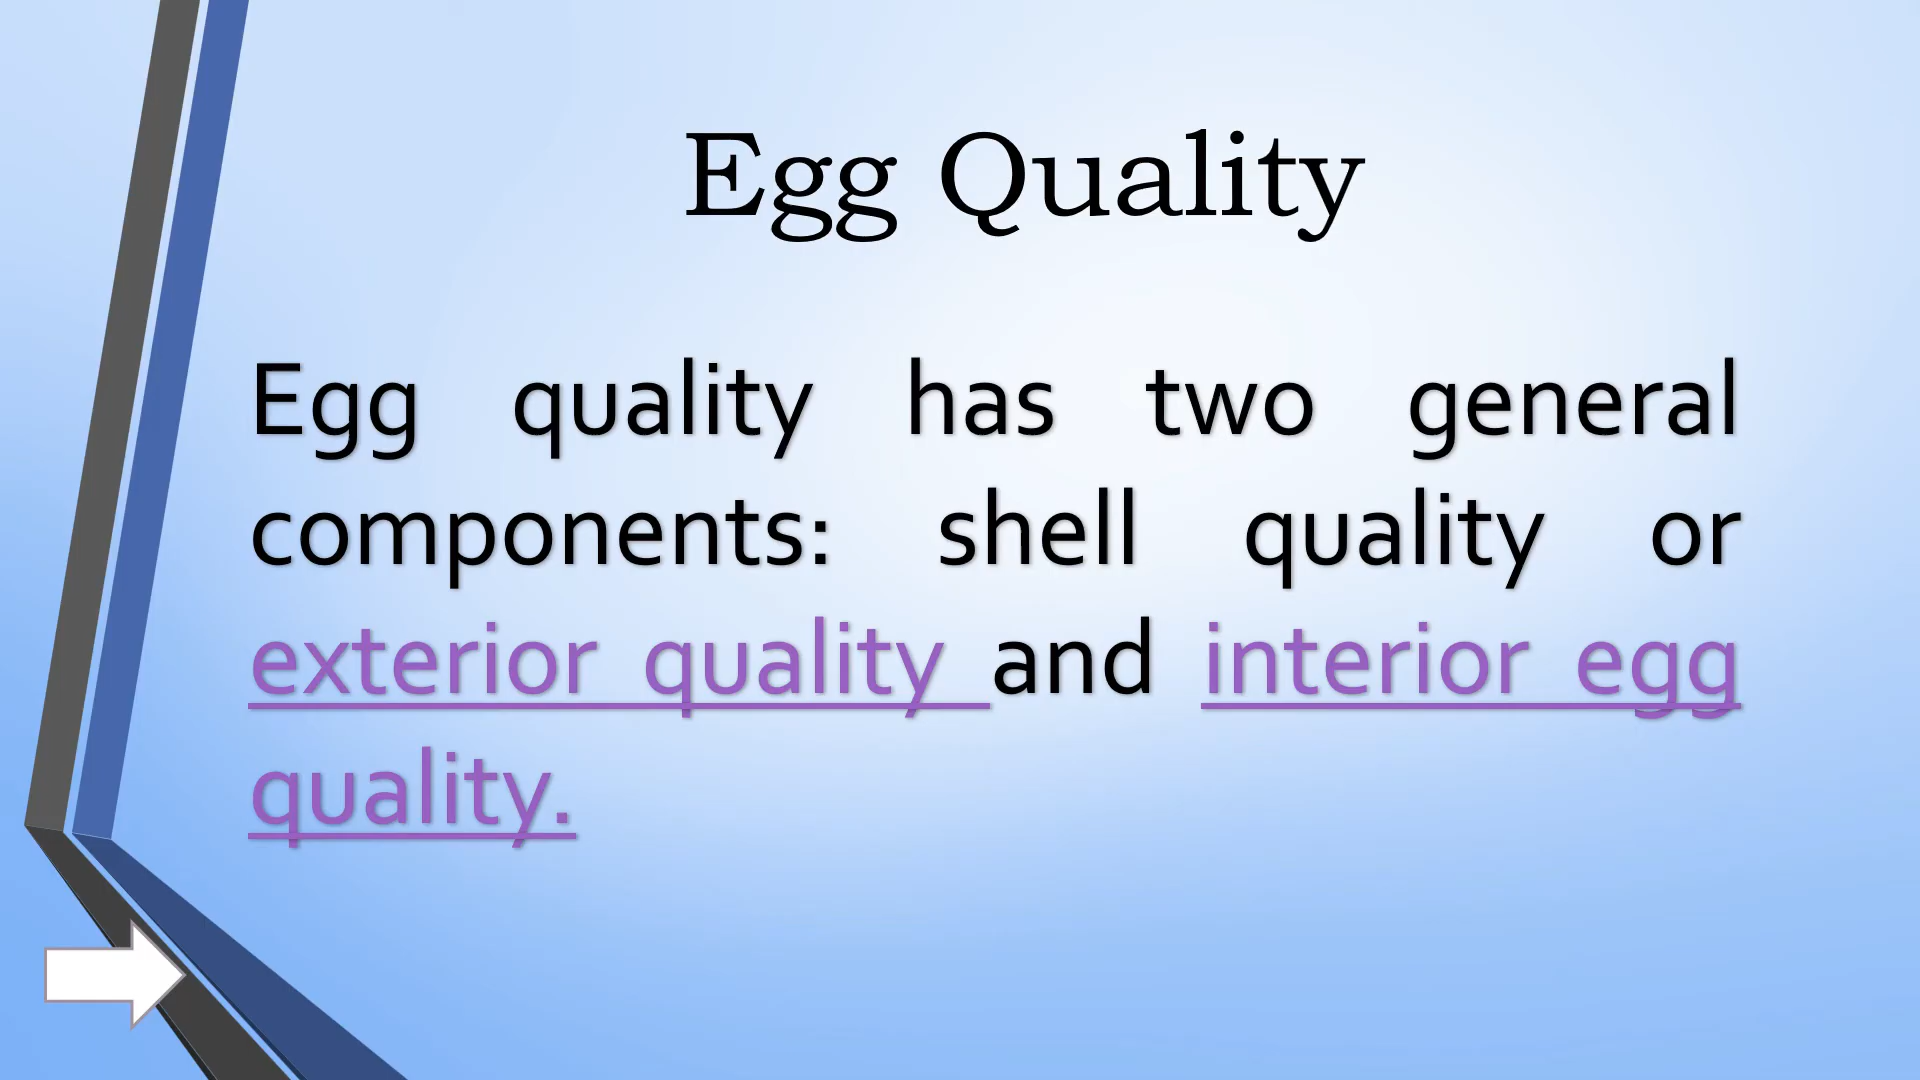 Egg Quality
Egg quality has two general
components: shell quality or
exterior quality and interior egg
quality.